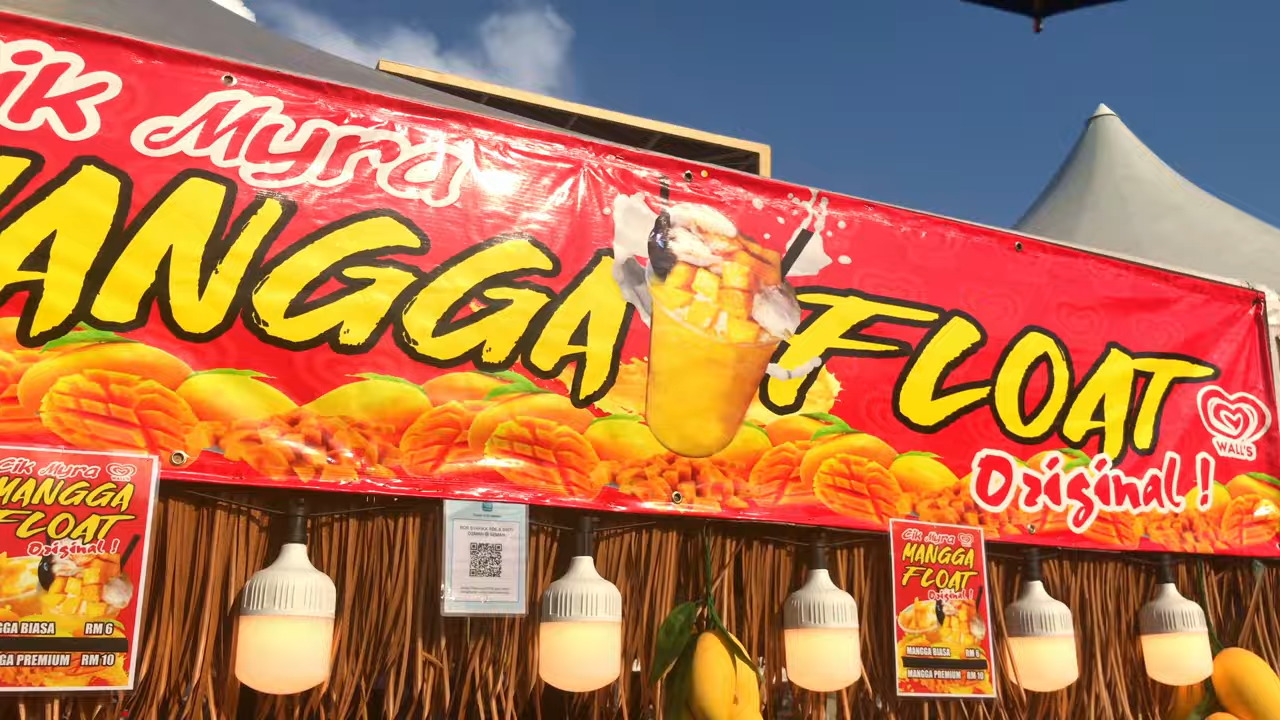 ik Myra
ANGGA FLOAT
WALL'S
Original !
Cik Myra
MANGGA
FLOAT
Original !
GGA BIASA RM 6
GA PREMIUM RM 10
Cik Myra
MANGGA
FLOAT
Original !
MANGGA BIASA RM 6
MANGGA PREMIUM RM 10